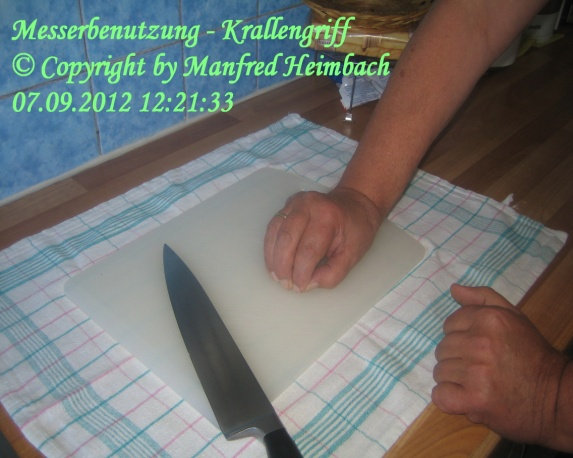 Messerbenutzung - Krallengriff
© Copyright by Manfred Heimbach
07.09.2012 12:21:33